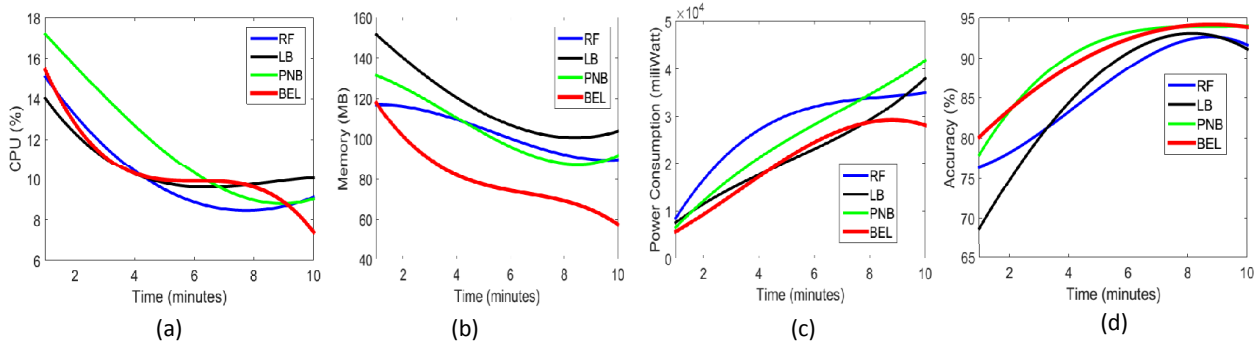 CPU (%)
18
16
14
12
10
8
6
2
4
6
8
10
Time (minutes)
RF
LB
PNB
BEL
(a)
Memory (MB)
160
140
120
100
80
60
40
2
4
6
8
10
Time (minutes)
RF
LB
PNB
BEL
(b)
Power Consumption (miliWatt)
×10⁴
5
4
3
2
1
0
2
4
6
8
10
Time (minutes)
RF
LB
PNB
BEL
(c)
Accuracy (%)
95
90
85
80
75
70
65
2
4
6
8
10
Time (minutes)
RF
LB
PNB
BEL
(d)